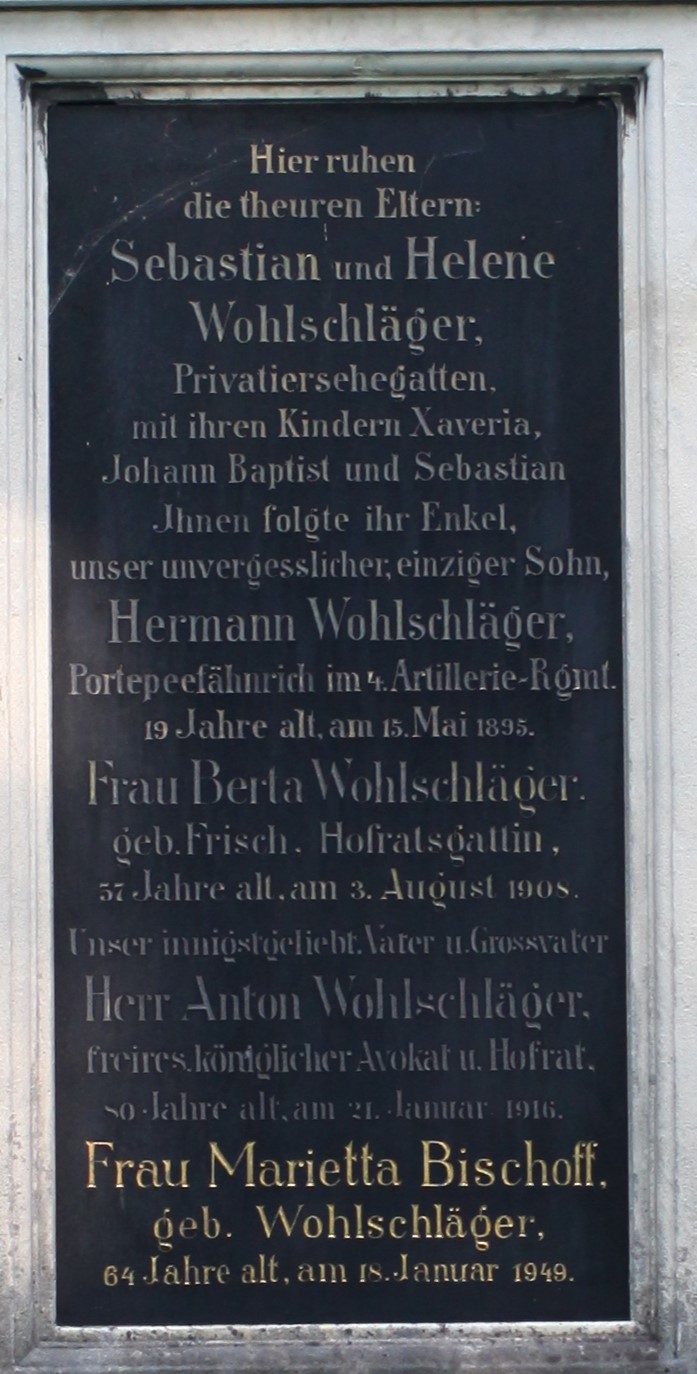 Hier ruhen
die theuren Eltern:
Sebastian und Helene
Wohlschläger,
Privatiersehegatten,
mit ihren Kindern Xaveria,
Johann Baptist und Sebastian
Jhnen folgte ihr Enkel,
unser unvergesslicher, einziger Sohn,
Hermann Wohlschläger,
Portepeefähnrich im 4. Artillerie-Rgmt.
19 Jahre alt, am 15. Mai 1895.
Frau Berta Wohlschläger.
geb. Frisch. Hofratsgattin,
57 Jahre alt, am 3. August 1908.
Unser innigstgeliebt. Vater u. Grossvater
Herr Anton Wohlschläger,
freires. königlicher Avokat u. Hofrat,
80 Jahre alt, am 21. Januar 1916.
Frau Marietta Bischoff,
geb. Wohlschläger,
64 Jahre alt, am 18. Januar 1949.